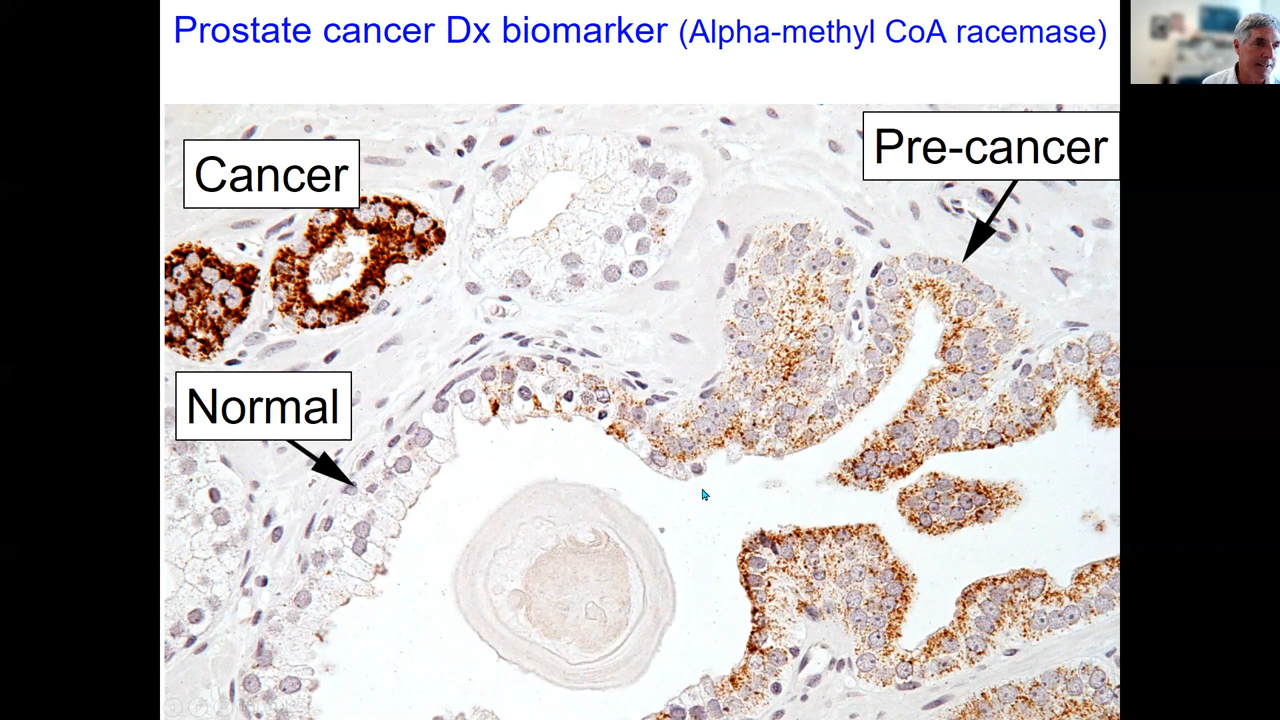 Prostate cancer Dx biomarker (Alpha-methyl CoA racemase)
Cancer
Pre-cancer
Normal